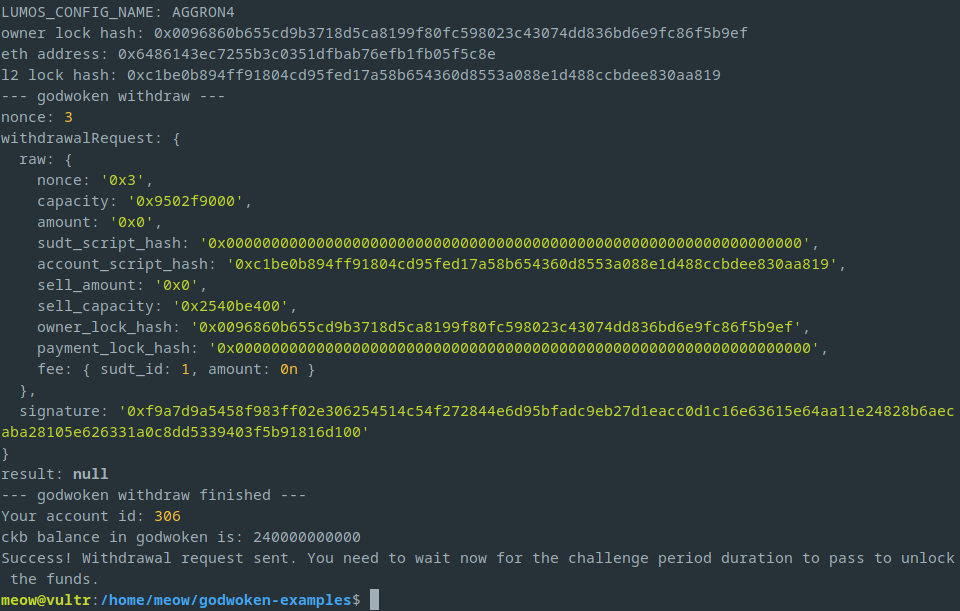 LUMOS_CONFIG_NAME: AGGRON4
owner lock hash: 0x0096860b655cd9b3718d5ca8199f80fc598023c43074dd836bd6e9fc86f5b9ef
eth address: 0x6486143ec7255b3c0351dfbab76efb1fb05f5c8e
l2 lock hash: 0xc1be0b894ff91804cd95fed17a58b654360d8553a088e1d488ccbdee830aa819
--- godwoken withdraw ---
nonce: 3
withdrawalRequest: {
  raw: {
    nonce: '0x3',
    capacity: '0x9502f9000',
    amount: '0x0',
    sudt_script_hash: '0x0000000000000000000000000000000000000000000000000000000000000000',
    account_script_hash: '0xc1be0b894ff91804cd95fed17a58b654360d8553a088e1d488ccbdee830aa819',
    sell_amount: '0x0',
    sell_capacity: '0x2540be400',
    owner_lock_hash: '0x0096860b655cd9b3718d5ca8199f80fc598023c43074dd836bd6e9fc86f5b9ef',
    payment_lock_hash: '0x0000000000000000000000000000000000000000000000000000000000000000',
    fee: { sudt_id: 1, amount: 0n }
  },
  signature: '0xf9a7d9a5458f983ff02e306254514c54f272844e6d95bfadc9eb27d1eacc0d1c16e63615e64aa11e24828b6aec
aba28105e626331a0c8dd5339403f5b91816d100'
}
result: null
--- godwoken withdraw finished ---
Your account id: 306
ckb balance in godwoken is: 240000000000
Success! Withdrawal request sent. You need to wait now for the challenge period duration to pass to unlock
 the funds.
meow@vultr:/home/meow/godwoken-examples$